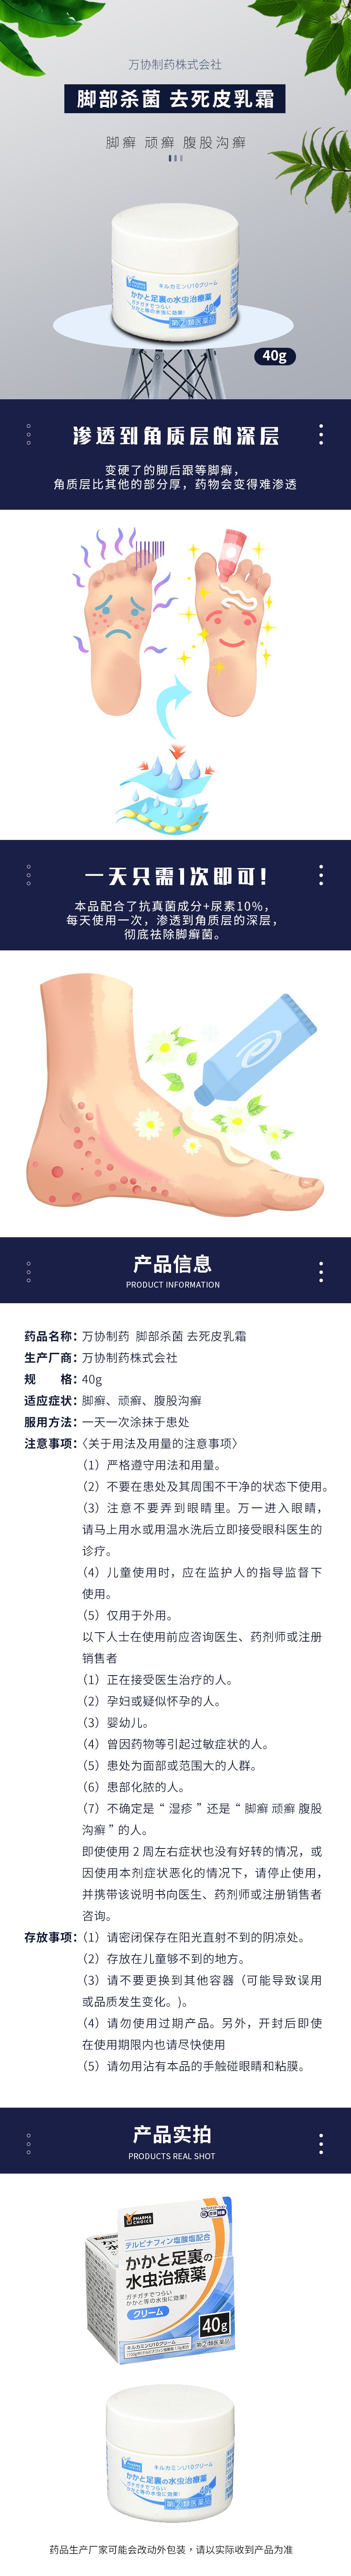 万协制药株式会社
脚部杀菌 去死皮乳霜
脚癣 顽癣 腹股沟癣
PHARMA CHOICE
キルカミンU10クリーム
かかと足裏の水虫治療薬
ガチガチでつらい
かかと等の水虫に効果!
第②類医薬品
40g
渗透到角质层的深层
变硬了的脚后跟等脚癣，
角质层比其他的部分厚，药物会变得难渗透
一天只需1次即可！
本品配合了抗真菌成分+尿素10%，
每天使用一次，渗透到角质层的深层，
彻底祛除脚癣菌。
产品信息
PRODUCT INFORMATION
药品名称：万协制药 脚部杀菌 去死皮乳霜
生产厂商：万协制药株式会社
规　　格：40g
适应症状：脚癣、顽癣、腹股沟癣
服用方法：一天一次涂抹于患处
注意事项：〈关于用法及用量的注意事项〉
（1）严格遵守用法和用量。
（2）不要在患处及其周围不干净的状态下使用。
（3）注意不要弄到眼睛里。万一进入眼睛，
请马上用水或用温水洗后立即接受眼科医生的
诊疗。
（4）儿童使用时，应在监护人的指导监督下
使用。
（5）仅用于外用。
以下人士在使用前应咨询医生、药剂师或注册
销售者
（1）正在接受医生治疗的人。
（2）孕妇或疑似怀孕的人。
（3）婴幼儿。
（4）曾因药物等引起过敏症状的人。
（5）患处为面部或范围大的人群。
（6）患部化脓的人。
（7）不确定是“湿疹”还是“脚癣 顽癣 腹股
沟癣”的人。
即使使用 2 周左右症状也没有好转的情况，或
因使用本剂症状恶化的情况下，请停止使用，
并携带该说明书向医生、药剂师或注册销售者
咨询。
存放事项：（1）请密闭保存在阳光直射不到的阴凉处。
（2）存放在儿童够不到的地方。
（3）请不要更换到其他容器（可能导致误用
或品质发生变化。)。
（4）请勿使用过期产品。另外，开封后即使
在使用期限内也请尽快使用
（5）请勿用沾有本品的手触碰眼睛和粘膜。
产品实拍
PRODUCTS REAL SHOT
PHARMA CHOICE
テルビナフィン塩酸塩配合
かかと足裏の
水虫治療薬
ガチガチでつらい
かかと等の水虫に効果!
クリーム
キルカミンU10クリーム
40g
第②類医薬品
PHARMA CHOICE
キルカミンU10クリーム
かかと足裏の水虫治療薬
ガチガチでつらい
かかと等の水虫に効果!
40g
第②類医薬品
药品生产厂家可能会改动外包装，请以实际收到产品为准